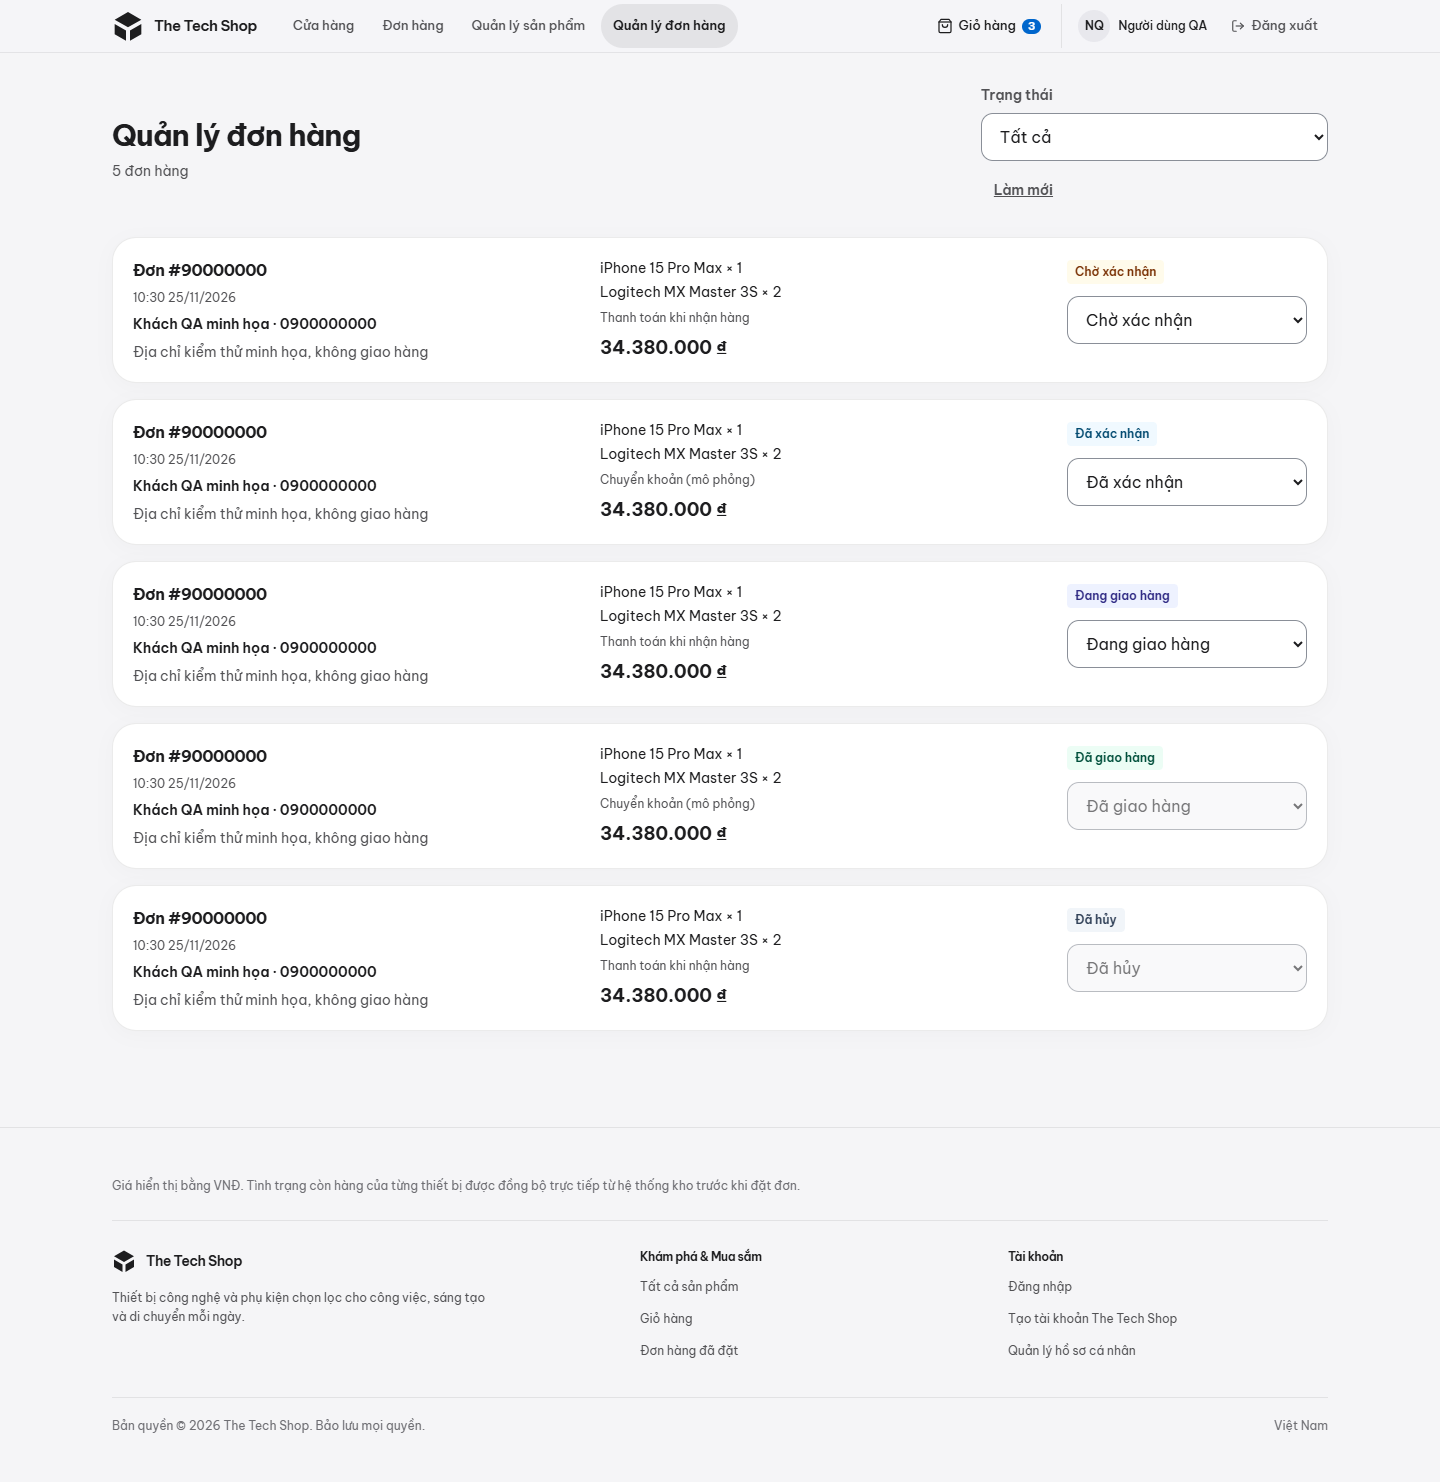 The Tech Shop
Cửa hàng
Đơn hàng
Quản lý sản phẩm
Quản lý đơn hàng
Giỏ hàng 3
NQ Người dùng QA
Đăng xuất
Quản lý đơn hàng
5 đơn hàng
Trạng thái
Tất cả
Làm mới
Đơn #90000000
10:30 25/11/2026
Khách QA minh họa · 0900000000
Địa chỉ kiểm thử minh họa, không giao hàng
iPhone 15 Pro Max × 1
Logitech MX Master 3S × 2
Thanh toán khi nhận hàng
34.380.000 ₫
Chờ xác nhận
Chờ xác nhận
Đơn #90000000
10:30 25/11/2026
Khách QA minh họa · 0900000000
Địa chỉ kiểm thử minh họa, không giao hàng
iPhone 15 Pro Max × 1
Logitech MX Master 3S × 2
Chuyển khoản (mô phỏng)
34.380.000 ₫
Đã xác nhận
Đã xác nhận
Đơn #90000000
10:30 25/11/2026
Khách QA minh họa · 0900000000
Địa chỉ kiểm thử minh họa, không giao hàng
iPhone 15 Pro Max × 1
Logitech MX Master 3S × 2
Thanh toán khi nhận hàng
34.380.000 ₫
Đang giao hàng
Đang giao hàng
Đơn #90000000
10:30 25/11/2026
Khách QA minh họa · 0900000000
Địa chỉ kiểm thử minh họa, không giao hàng
iPhone 15 Pro Max × 1
Logitech MX Master 3S × 2
Chuyển khoản (mô phỏng)
34.380.000 ₫
Đã giao hàng
Đã giao hàng
Đơn #90000000
10:30 25/11/2026
Khách QA minh họa · 0900000000
Địa chỉ kiểm thử minh họa, không giao hàng
iPhone 15 Pro Max × 1
Logitech MX Master 3S × 2
Thanh toán khi nhận hàng
34.380.000 ₫
Đã hủy
Đã hủy
Giá hiển thị bằng VNĐ. Tình trạng còn hàng của từng thiết bị được đồng bộ trực tiếp từ hệ thống kho trước khi đặt đơn.
The Tech Shop
Thiết bị công nghệ và phụ kiện chọn lọc cho công việc, sáng tạo
và di chuyển mỗi ngày.
Khám phá & Mua sắm
Tất cả sản phẩm
Giỏ hàng
Đơn hàng đã đặt
Tài khoản
Đăng nhập
Tạo tài khoản The Tech Shop
Quản lý hồ sơ cá nhân
Bản quyền © 2026 The Tech Shop. Bảo lưu mọi quyền.
Việt Nam